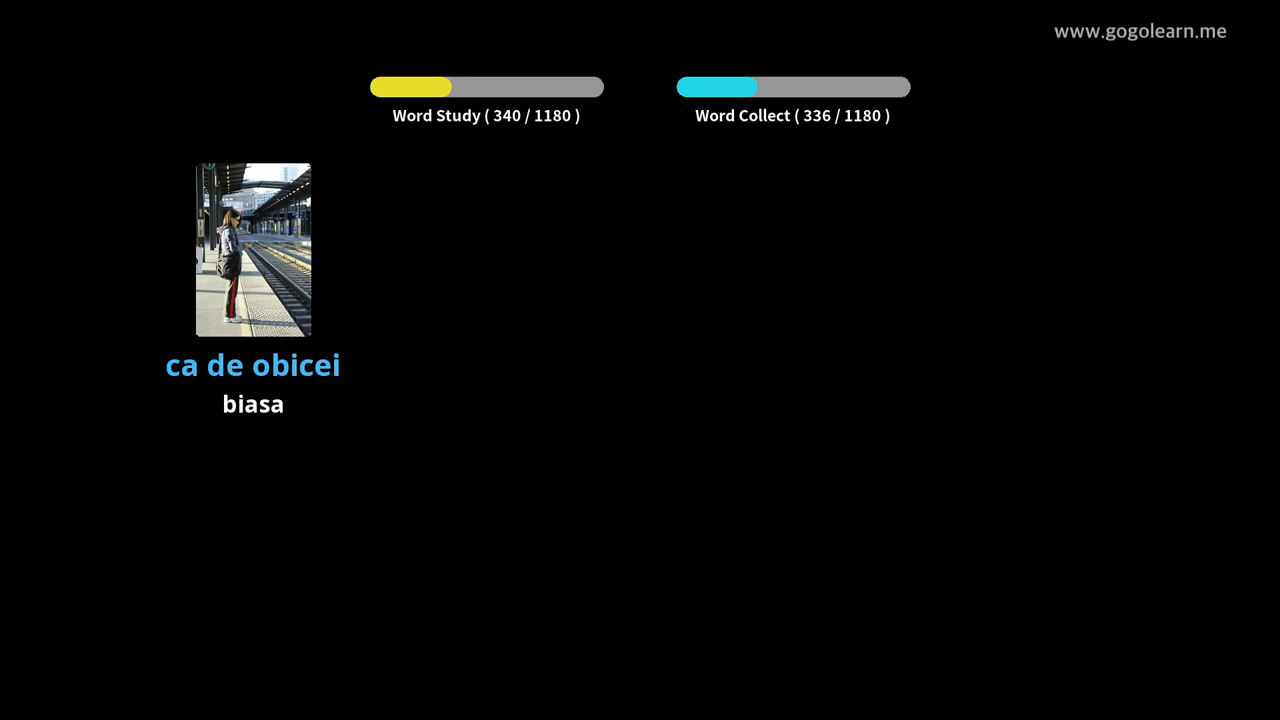 www.gogolearn.me
Word Study ( 340 / 1180 )
Word Collect ( 336 / 1180 )
ca de obicei
biasa